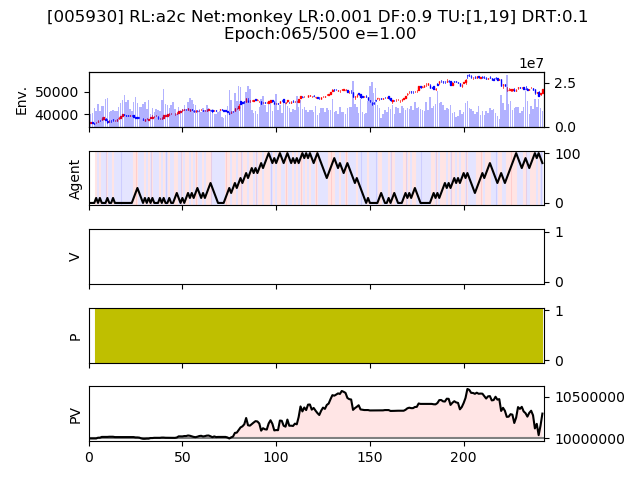 [005930] RL:a2c Net:monkey LR:0.001 DF:0.9 TU:[1,19] DRT:0.1
Epoch:065/500 e=1.00
1e7
Env.
50000
40000
2.5
0.0
Agent
100
0
V
1
0
P
1
0
PV
10500000
10000000
0 50 100 150 200